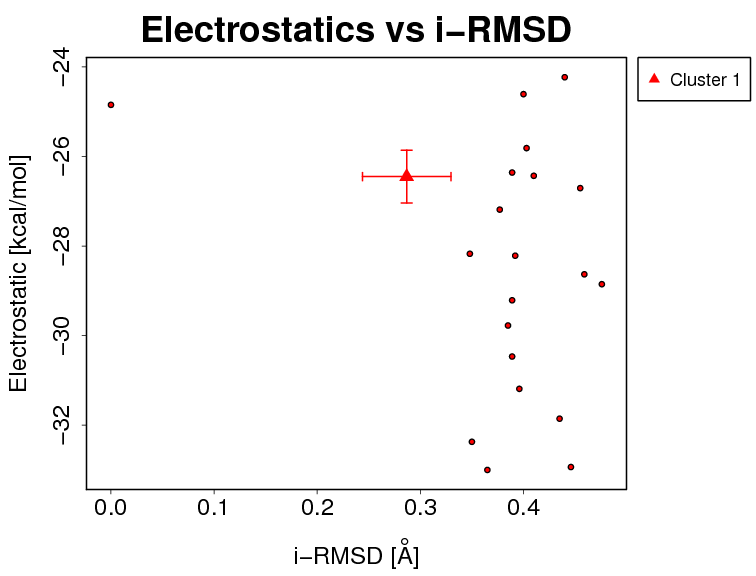 Electrostatics vs i−RMSD
Cluster 1
Electrostatic [kcal/mol]
−24
−26
−28
−30
−32
0.0 0.1 0.2 0.3 0.4
i−RMSD [Å]